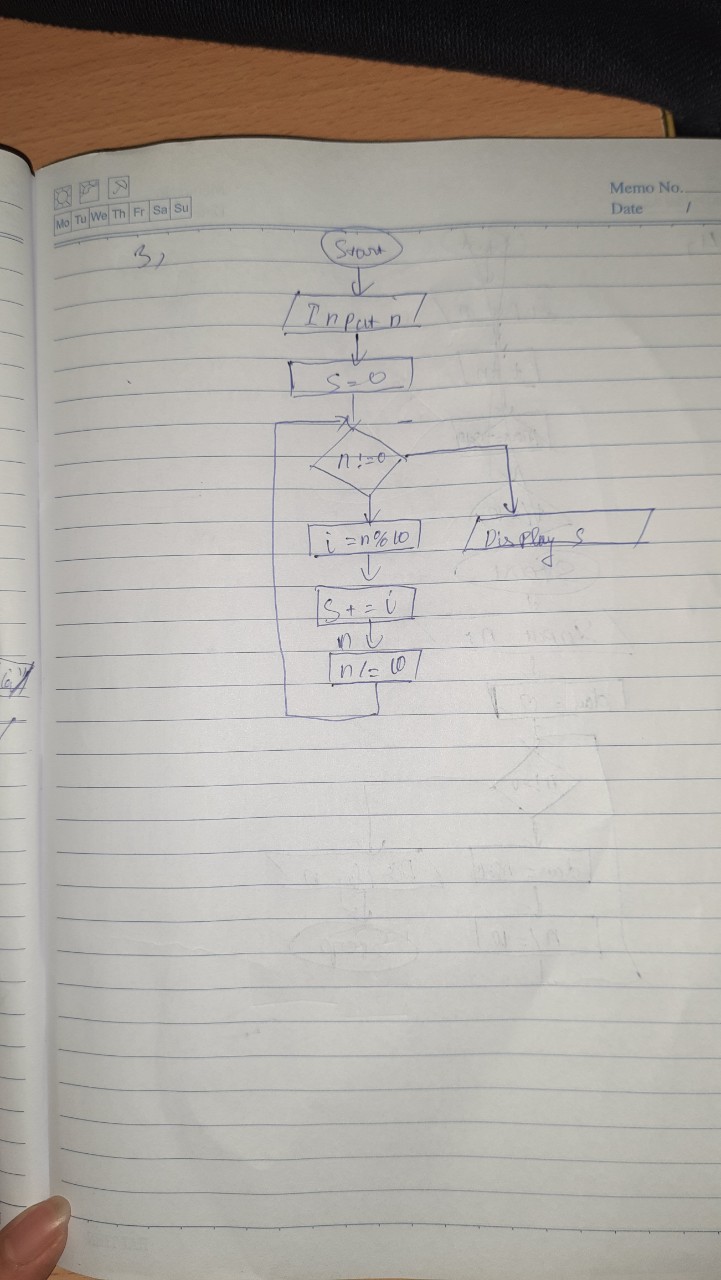 Memo No.
Mo Tu We Th Fr Sa Su
Date /
3,
Start
Input n
S = 0
n != 0
i = n % 10
Display S
S + = i
n
n / = 10